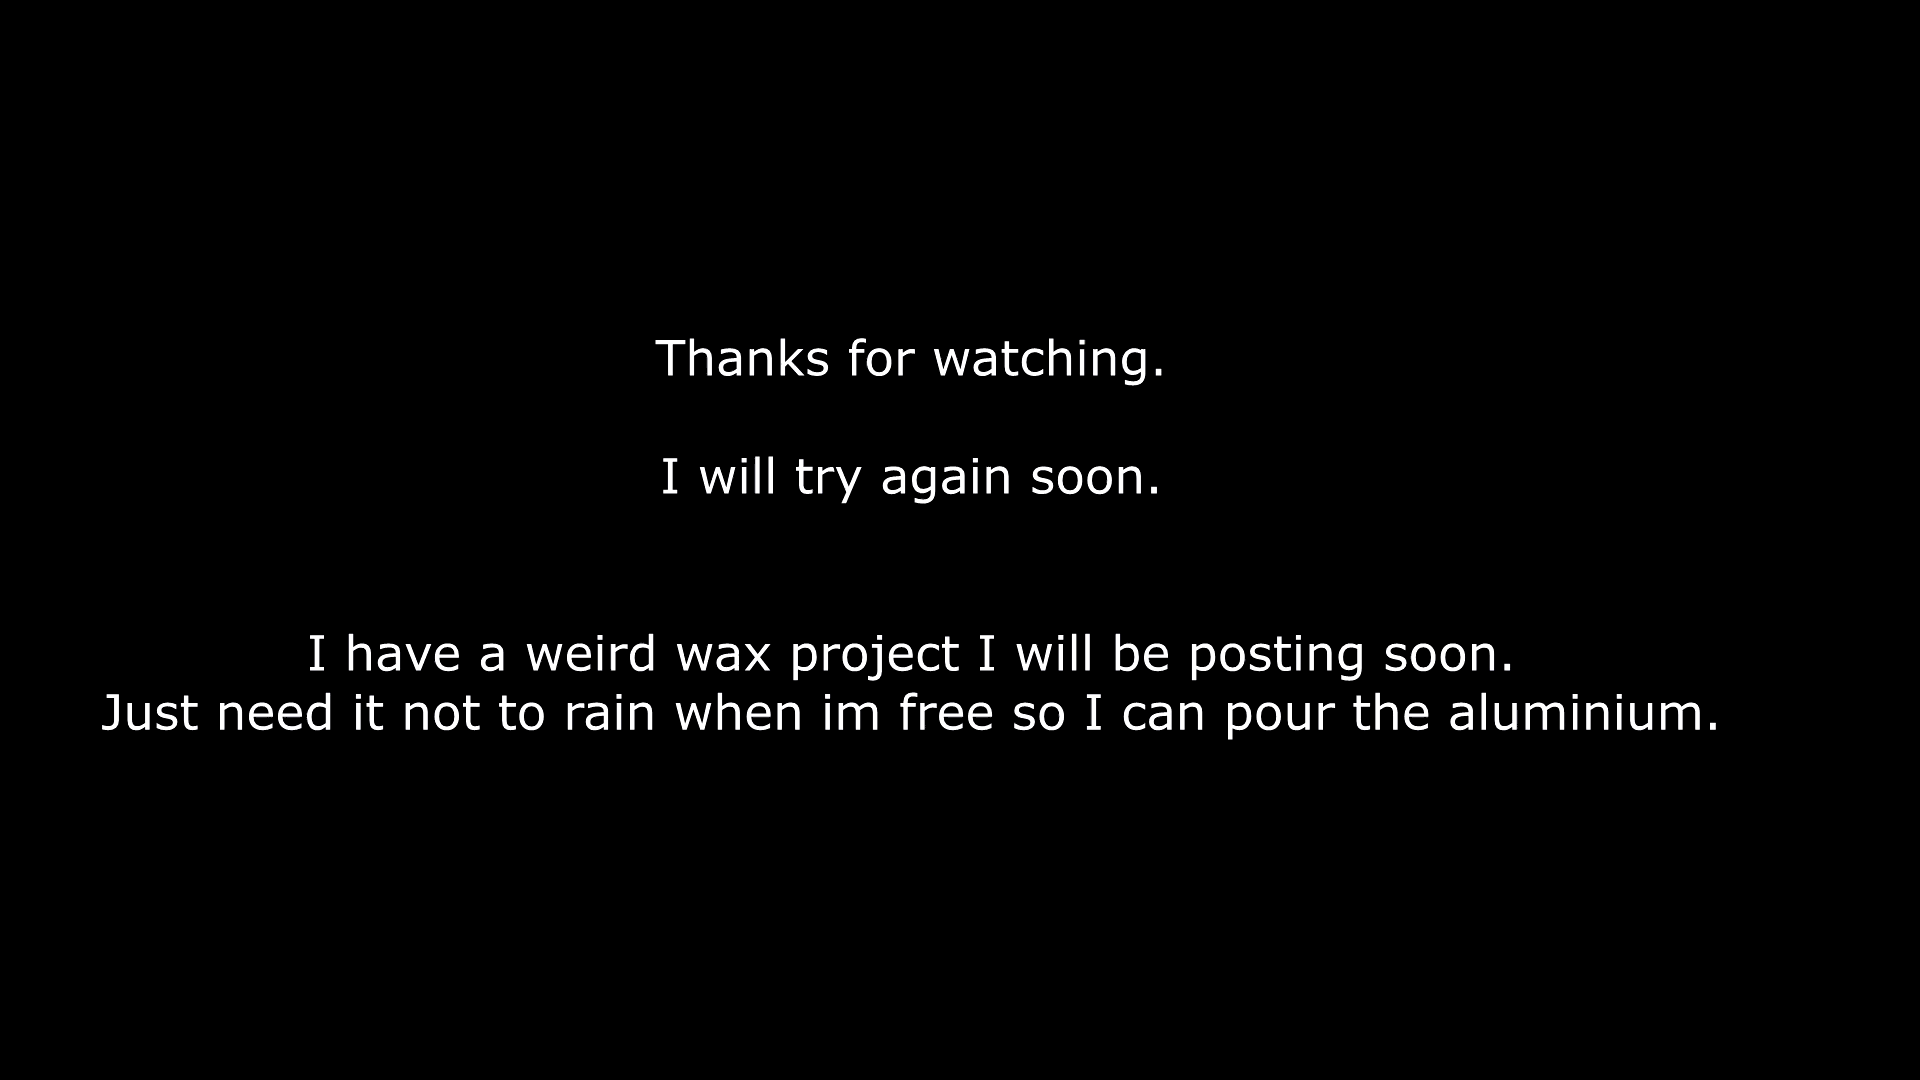 Thanks for watching.
I will try again soon.
I have a weird wax project I will be posting soon.
Just need it not to rain when im free so I can pour the aluminium.